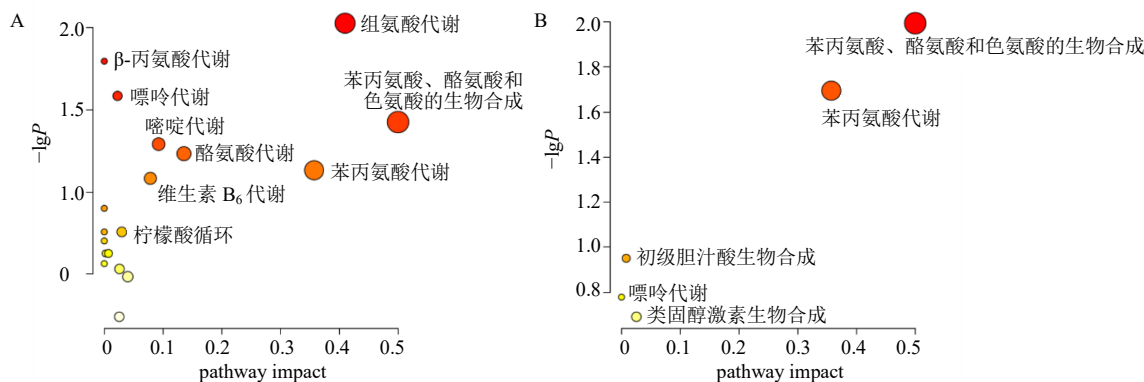 A
2.0
1.5
1.0
0
−lgP
组氨酸代谢
β-丙氨酸代谢
嘌呤代谢
苯丙氨酸、酪氨酸和
色氨酸的生物合成
嘧啶代谢
酪氨酸代谢
苯丙氨酸代谢
维生素 B₆ 代谢
柠檬酸循环
0 0.1 0.2 0.3 0.4 0.5
pathway impact
B
2.0
1.8
1.6
1.4
1.2
1.0
0.8
−lgP
苯丙氨酸、酪氨酸和色氨酸的生物合成
苯丙氨酸代谢
初级胆汁酸生物合成
嘌呤代谢
类固醇激素生物合成
0 0.1 0.2 0.3 0.4 0.5
pathway impact